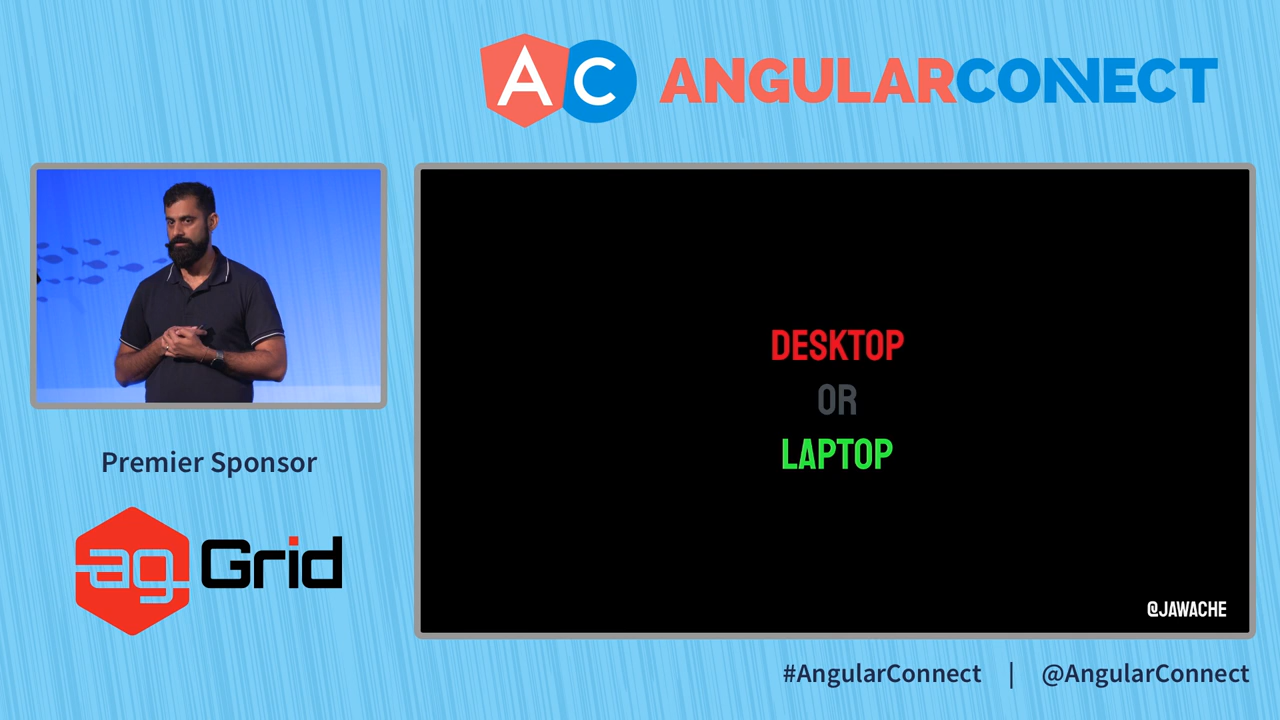 AC ANGULARCONNECT
DESKTOP
OR
LAPTOP
@JAWACHE
Premier Sponsor
ag Grid
#AngularConnect | @AngularConnect